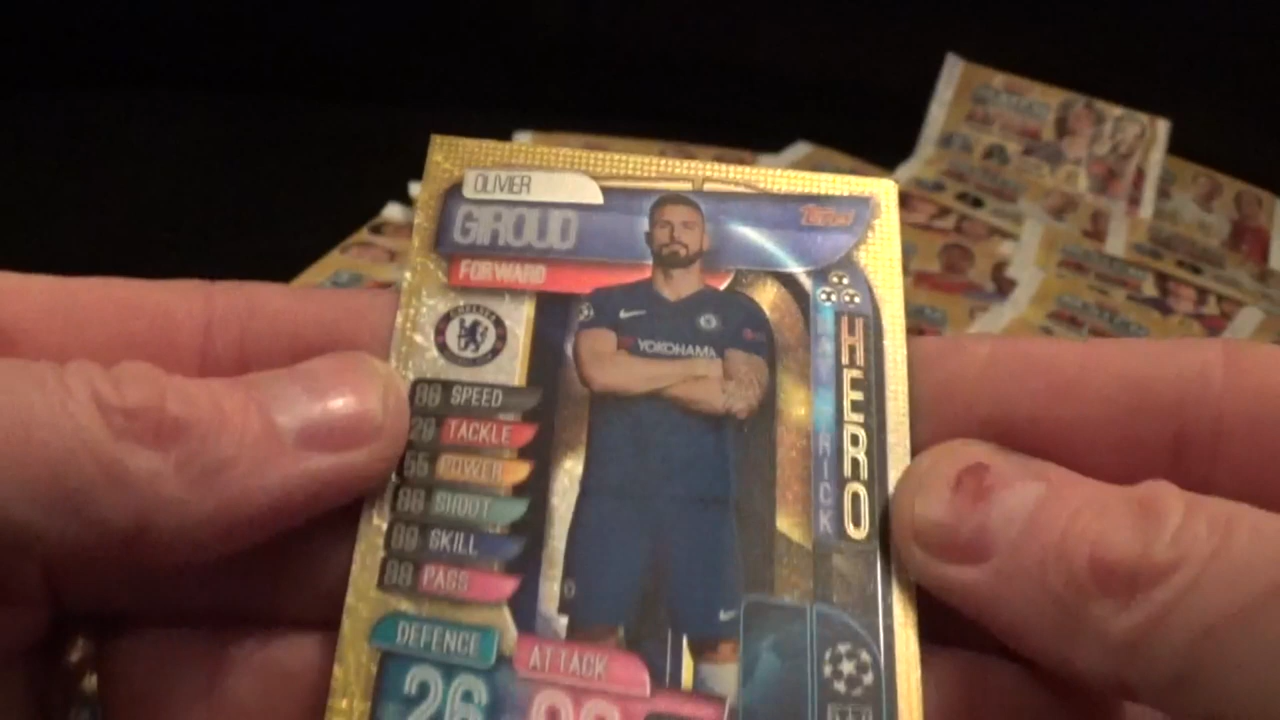 OLIVIER
GIROUD
Topps
FORWARD
CHELSEA
YOKOHAMA
HERO
88 SPEED
29 TACKLE
55 POWER
88 SHOOT
89 SKILL
88 PASS
DEFENCE
26
ATTACK